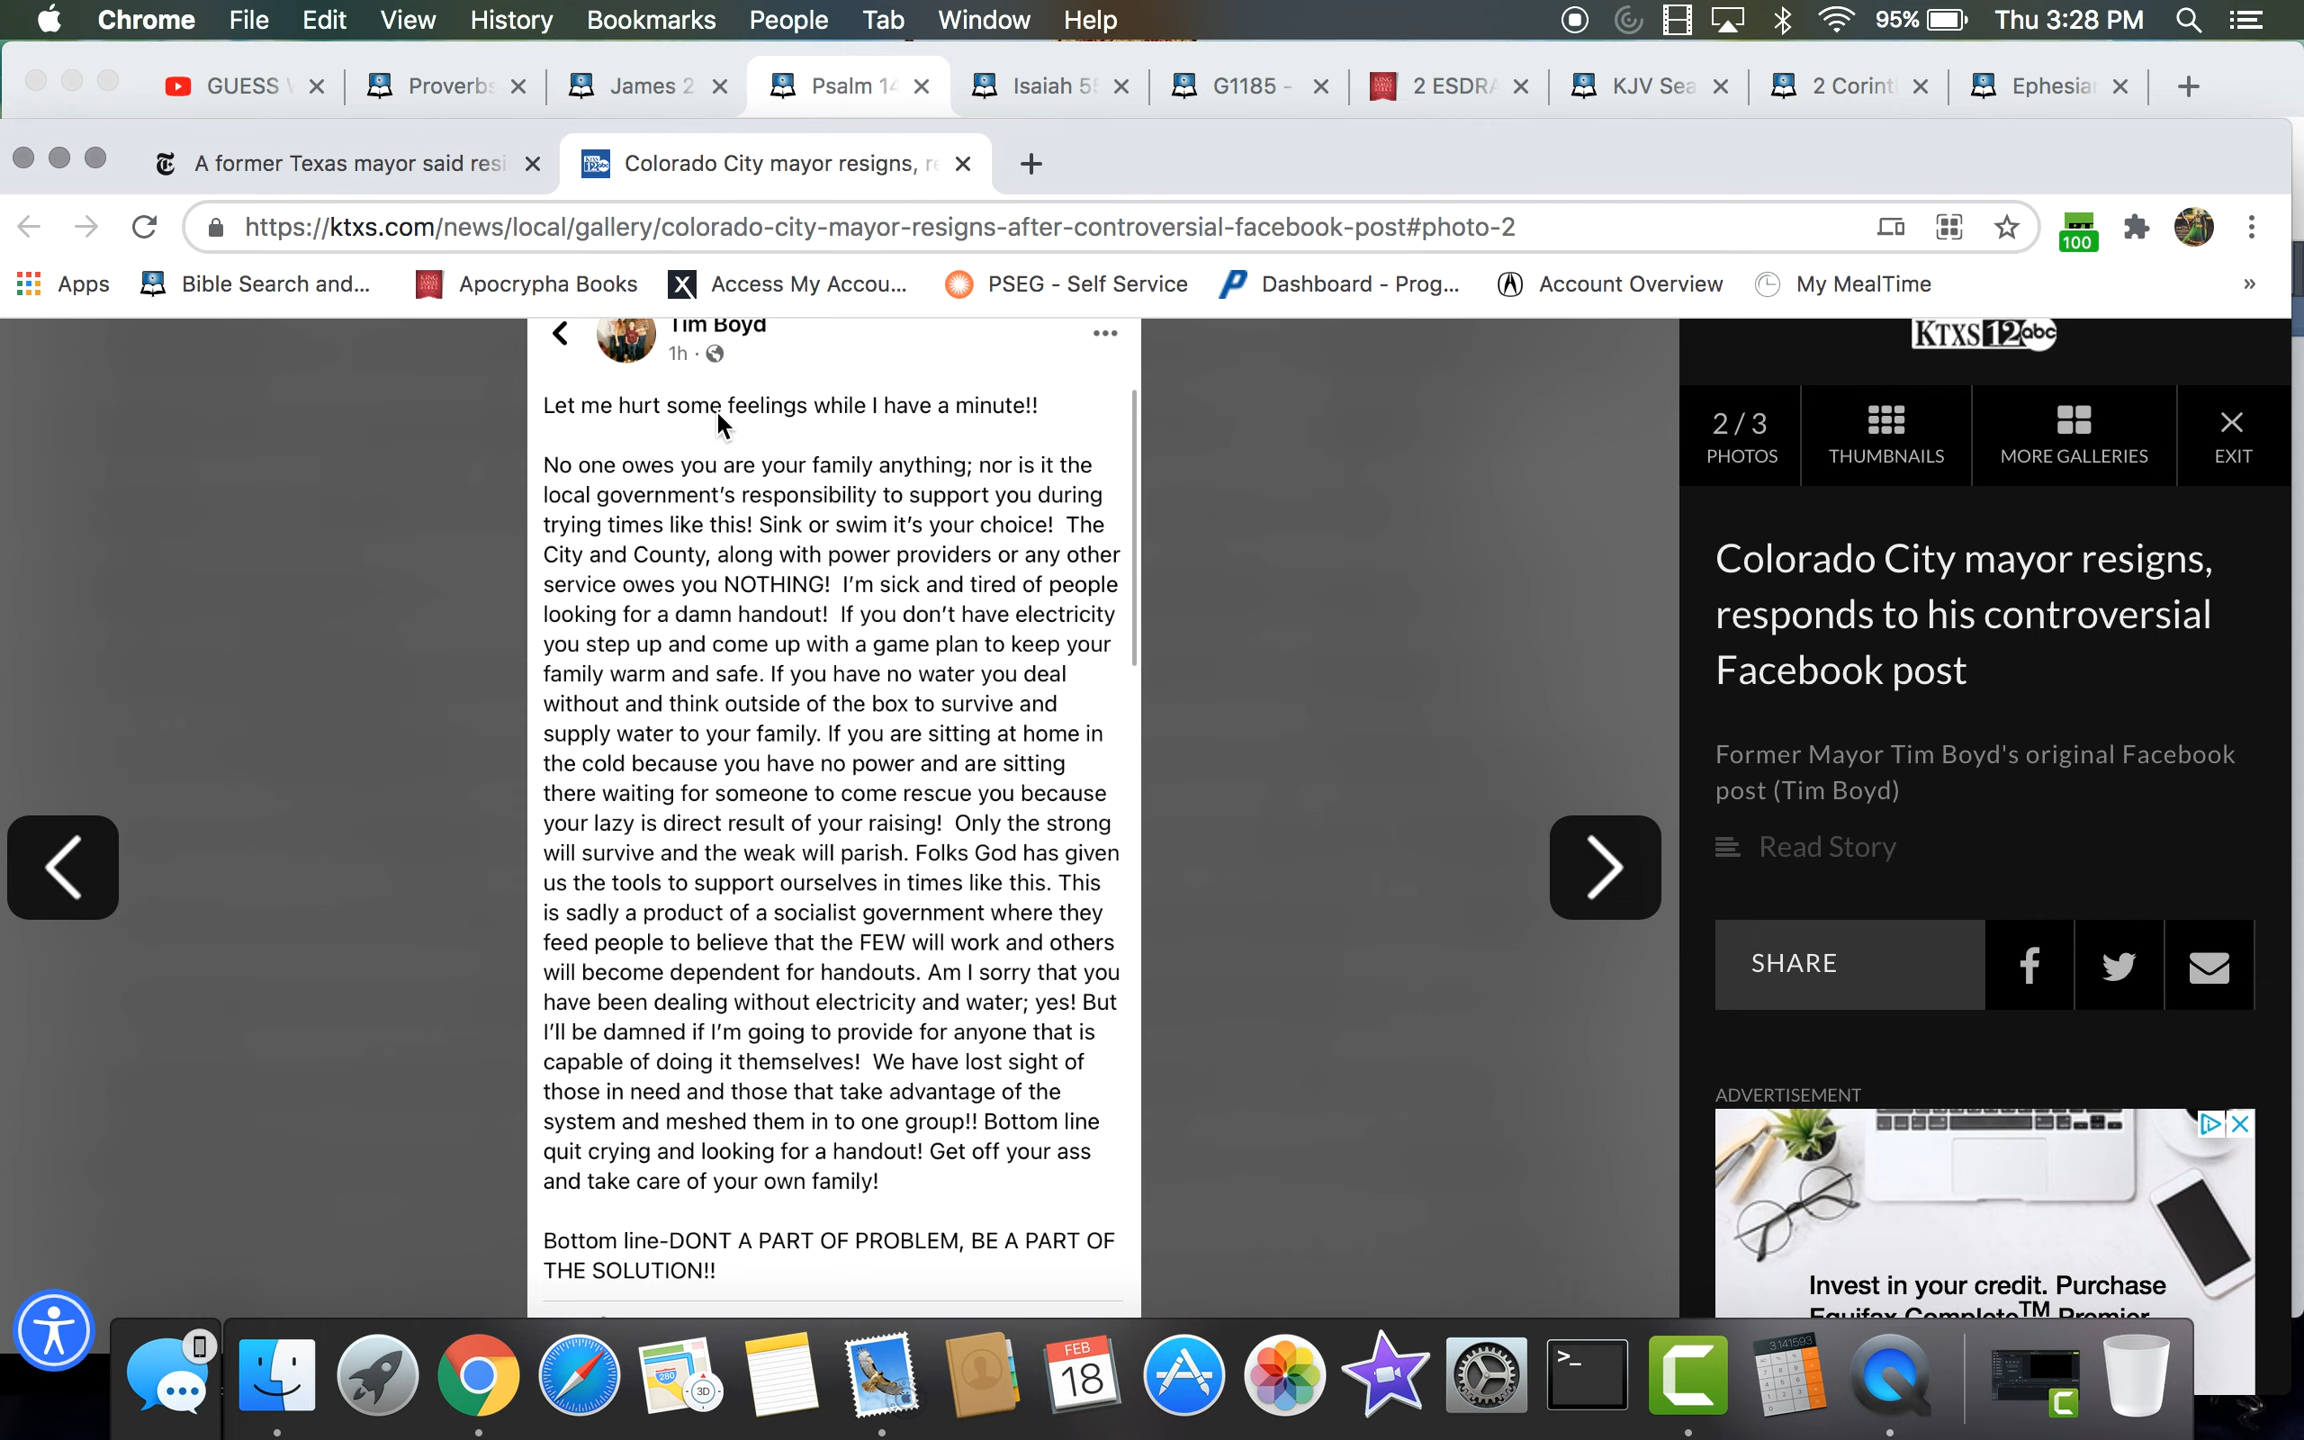 Chrome File Edit View History Bookmarks People Tab Window Help 95% Thu 3:28 PM
GUESS Proverbs James 2 Psalm 14 Isaiah 5 G1185 - 2 ESDRA KJV Sea 2 Corint Ephesia
A former Texas mayor said resi Colorado City mayor resigns, re
https://ktxs.com/news/local/gallery/colorado-city-mayor-resigns-after-controversial-facebook-post#photo-2 100
Apps Bible Search and... Apocrypha Books Access My Accou... PSEG - Self Service Dashboard - Prog... Account Overview My MealTime »
Tim Boyd
1h ·
Let me hurt some feelings while I have a minute!!
No one owes you are your family anything; nor is it the
local government's responsibility to support you during
trying times like this! Sink or swim it's your choice! The
City and County, along with power providers or any other
service owes you NOTHING! I'm sick and tired of people
looking for a damn handout! If you don't have electricity
you step up and come up with a game plan to keep your
family warm and safe. If you have no water you deal
without and think outside of the box to survive and
supply water to your family. If you are sitting at home in
the cold because you have no power and are sitting
there waiting for someone to come rescue you because
your lazy is direct result of your raising! Only the strong
will survive and the weak will parish. Folks God has given
us the tools to support ourselves in times like this. This
is sadly a product of a socialist government where they
feed people to believe that the FEW will work and others
will become dependent for handouts. Am I sorry that you
have been dealing without electricity and water; yes! But
I'll be damned if I'm going to provide for anyone that is
capable of doing it themselves! We have lost sight of
those in need and those that take advantage of the
system and meshed them in to one group!! Bottom line
quit crying and looking for a handout! Get off your ass
and take care of your own family!
Bottom line-DONT A PART OF PROBLEM, BE A PART OF
THE SOLUTION!!
KTXS 12 abc
2 / 3
PHOTOS THUMBNAILS MORE GALLERIES EXIT
Colorado City mayor resigns,
responds to his controversial
Facebook post
Former Mayor Tim Boyd's original Facebook
post (Tim Boyd)
Read Story
SHARE
ADVERTISEMENT
Invest in your credit. Purchase
Equifax Complete™ Premier
280
3D
FEB
18
3.141593